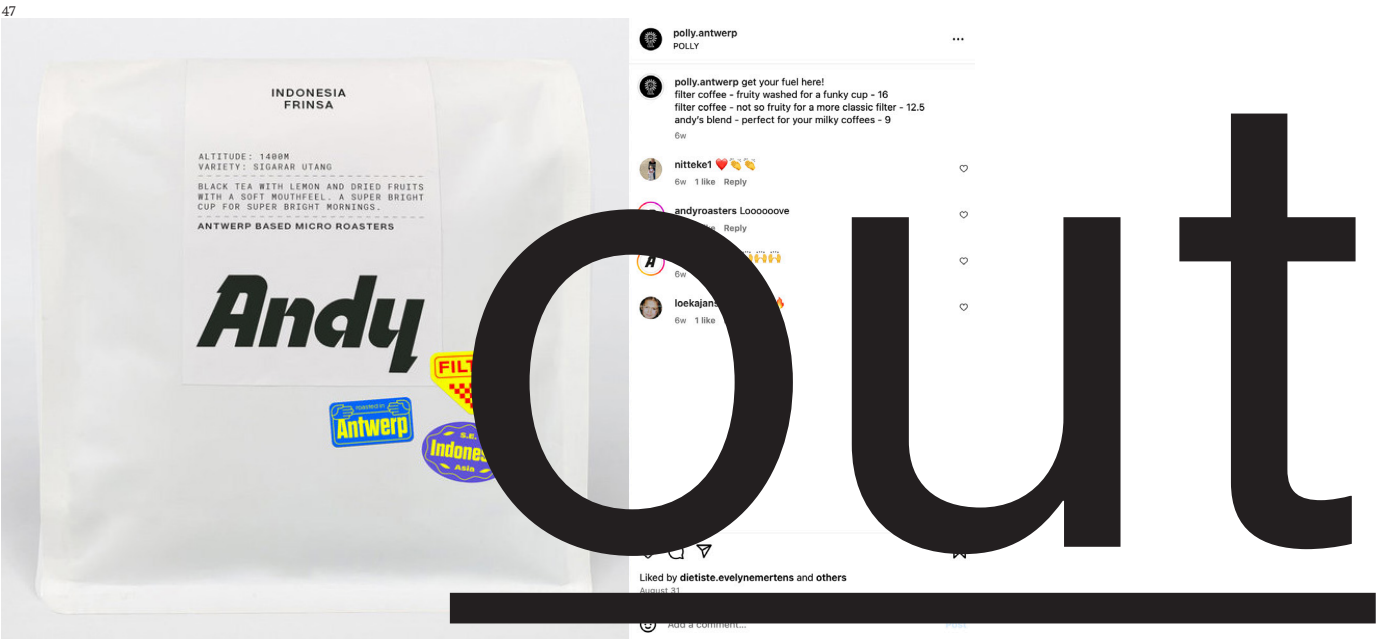 47
INDONESIA
FRINSA
ALTITUDE: 1400M
VARIETY: SIGARAR UTANG
BLACK TEA WITH LEMON AND DRIED FRUITS
WITH A SOFT MOUTHFEEL. A SUPER BRIGHT
CUP FOR SUPER BRIGHT MORNINGS.
ANTWERP BASED MICRO ROASTERS
Andy
roasted in
Antwerp
S.E.
Asia
polly.antwerp
POLLY
polly.antwerp get your fuel here!
filter coffee - fruity washed for a funky cup - 16
filter coffee - not so fruity for a more classic filter - 12.5
andy's blend - perfect for your milky coffees - 9
6w
nitteke1 ❤️👏👏
6w 1 like Reply
andyroasters Loooooove
Reply
A
6w
6w 1 like
out
Liked by dietiste.evelynemertens and others
August 31
Add a comment...
Post